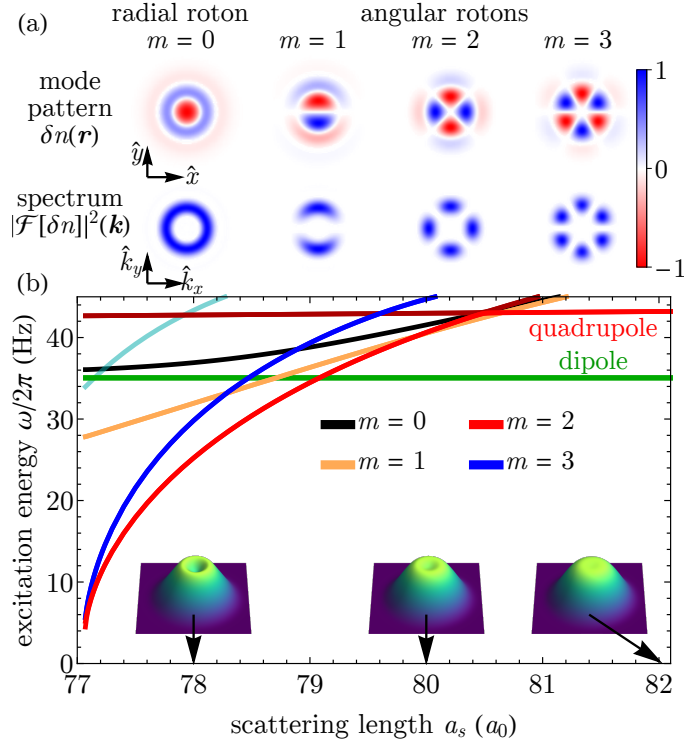 (a)
radial roton angular rotons
m = 0 m = 1 m = 2 m = 3
mode
pattern
δn(r)
ŷ
x̂
1
0
−1
spectrum
|ℱ[δn]|²(k)
k̂y
k̂x
(b)
excitation energy ω/2π (Hz)
40
30
20
10
0
quadrupole
dipole
m = 0 m = 2
m = 1 m = 3
77 78 79 80 81 82
scattering length aₛ (a₀)